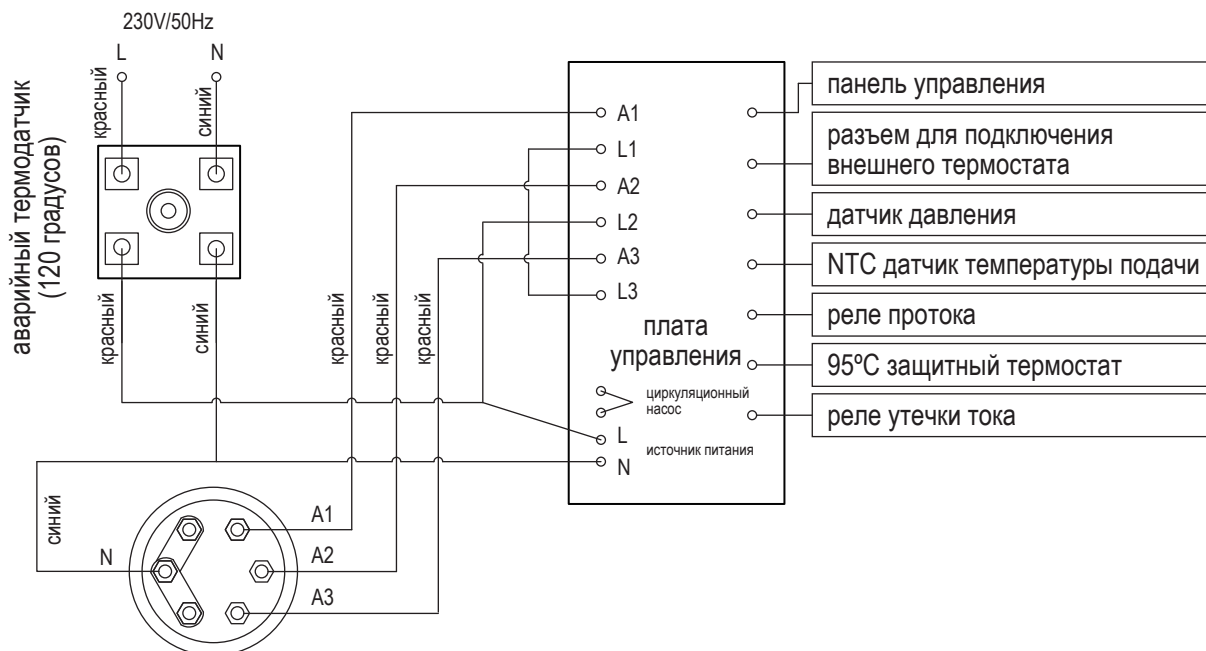 230V/50Hz
L
N
красный
синий
аварийный термодатчик
(120 градусов)
красный
синий
красный
красный
красный
A1
L1
A2
L2
A3
L3
плата
управления
циркуляционный
насос
L
источник питания
N
панель управления
разъем для подключения
внешнего термостата
датчик давления
NTC датчик температуры подачи
реле протока
95ºC защитный термостат
реле утечки тока
синий
N
A1
A2
A3